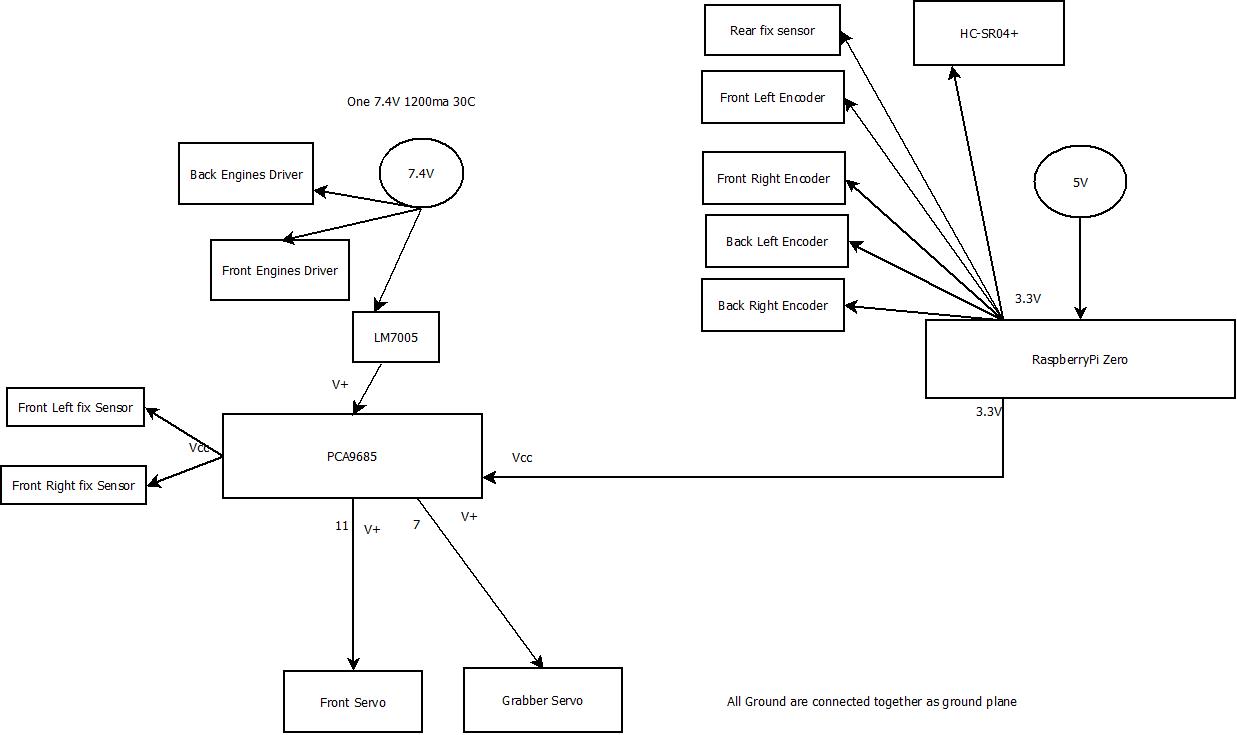 Rear fix sensor
HC-SR04+
Front Left Encoder
One 7.4V 1200ma 30C
Back Engines Driver
7.4V
Front Right Encoder
5V
Back Left Encoder
Front Engines Driver
Back Right Encoder
3.3V
LM7005
RaspberryPi Zero
V+
3.3V
Front Left fix Sensor
Vcc
PCA9685
Vcc
Front Right fix Sensor
11
V+
7
V+
Front Servo
Grabber Servo
All Ground are connected together as ground plane